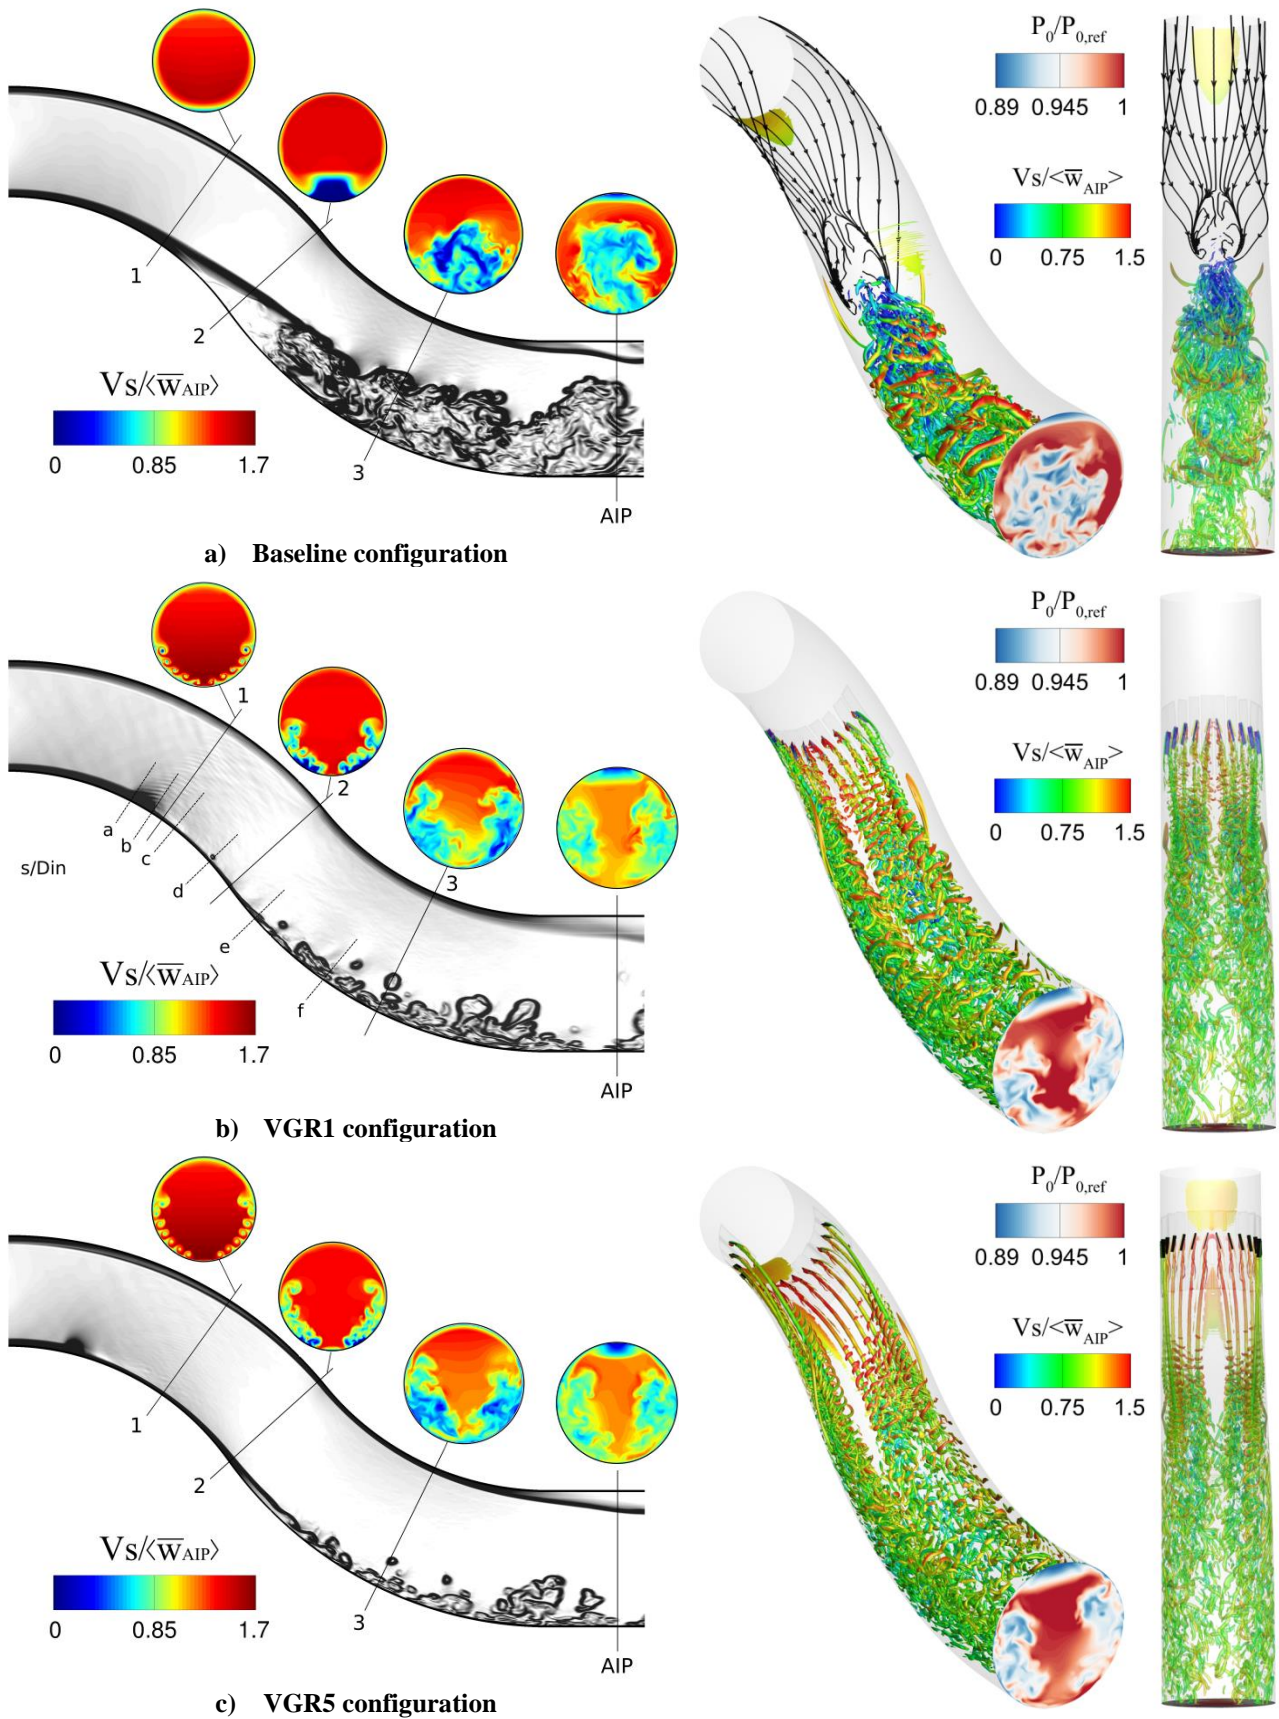 P₀/P₀,ref
0.89 0.945 1
Vs/<w̅AIP>
0 0.75 1.5
1
2
3
AIP
Vs/⟨w̅AIP⟩
0 0.85 1.7
a) Baseline configuration
P₀/P₀,ref
0.89 0.945 1
Vs/<w̅AIP>
0 0.75 1.5
1
2
3
a
b
c
d
e
f
s/Din
AIP
Vs/⟨w̅AIP⟩
0 0.85 1.7
b) VGR1 configuration
P₀/P₀,ref
0.89 0.945 1
Vs/<w̅AIP>
0 0.75 1.5
1
2
3
AIP
Vs/⟨w̅AIP⟩
0 0.85 1.7
c) VGR5 configuration